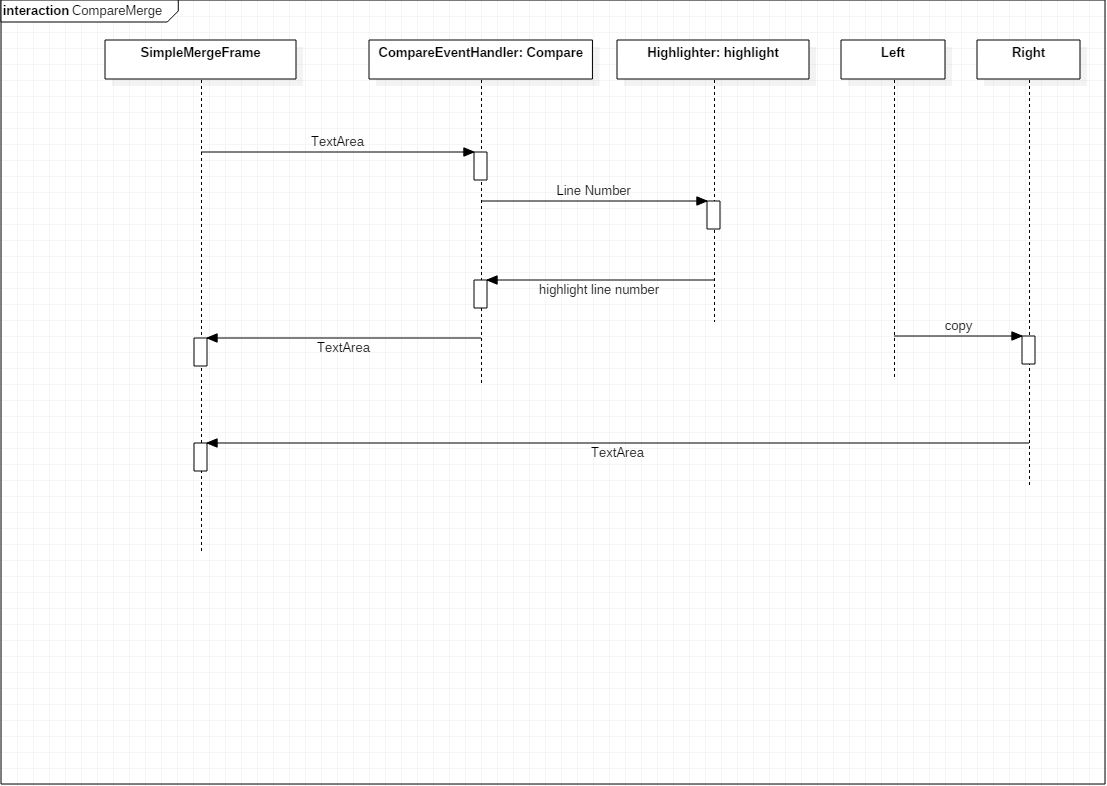 interaction CompareMerge
SimpleMergeFrame
CompareEventHandler: Compare
Highlighter: highlight
Left
Right
TextArea
Line Number
highlight line number
copy
TextArea
TextArea